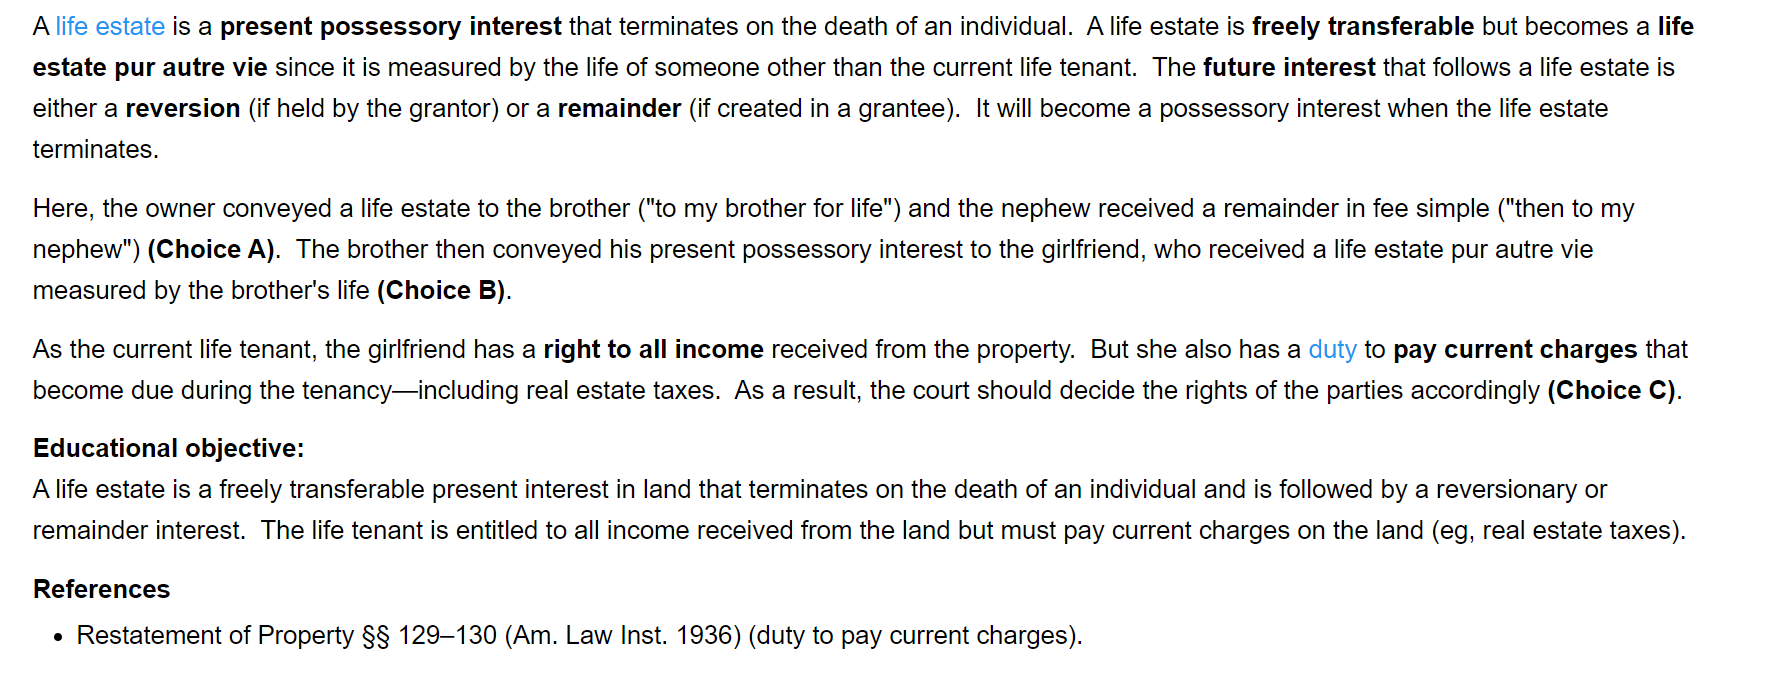 A life estate is a present possessory interest that terminates on the death of an individual.  A life estate is freely transferable but becomes a life
estate pur autre vie since it is measured by the life of someone other than the current life tenant.  The future interest that follows a life estate is
either a reversion (if held by the grantor) or a remainder (if created in a grantee).  It will become a possessory interest when the life estate
terminates.
Here, the owner conveyed a life estate to the brother ("to my brother for life") and the nephew received a remainder in fee simple ("then to my
nephew") (Choice A).  The brother then conveyed his present possessory interest to the girlfriend, who received a life estate pur autre vie
measured by the brother's life (Choice B).
As the current life tenant, the girlfriend has a right to all income received from the property.  But she also has a duty to pay current charges that
become due during the tenancy—including real estate taxes.  As a result, the court should decide the rights of the parties accordingly (Choice C).
Educational objective:
A life estate is a freely transferable present interest in land that terminates on the death of an individual and is followed by a reversionary or
remainder interest.  The life tenant is entitled to all income received from the land but must pay current charges on the land (eg, real estate taxes).
References
• Restatement of Property §§ 129–130 (Am. Law Inst. 1936) (duty to pay current charges).